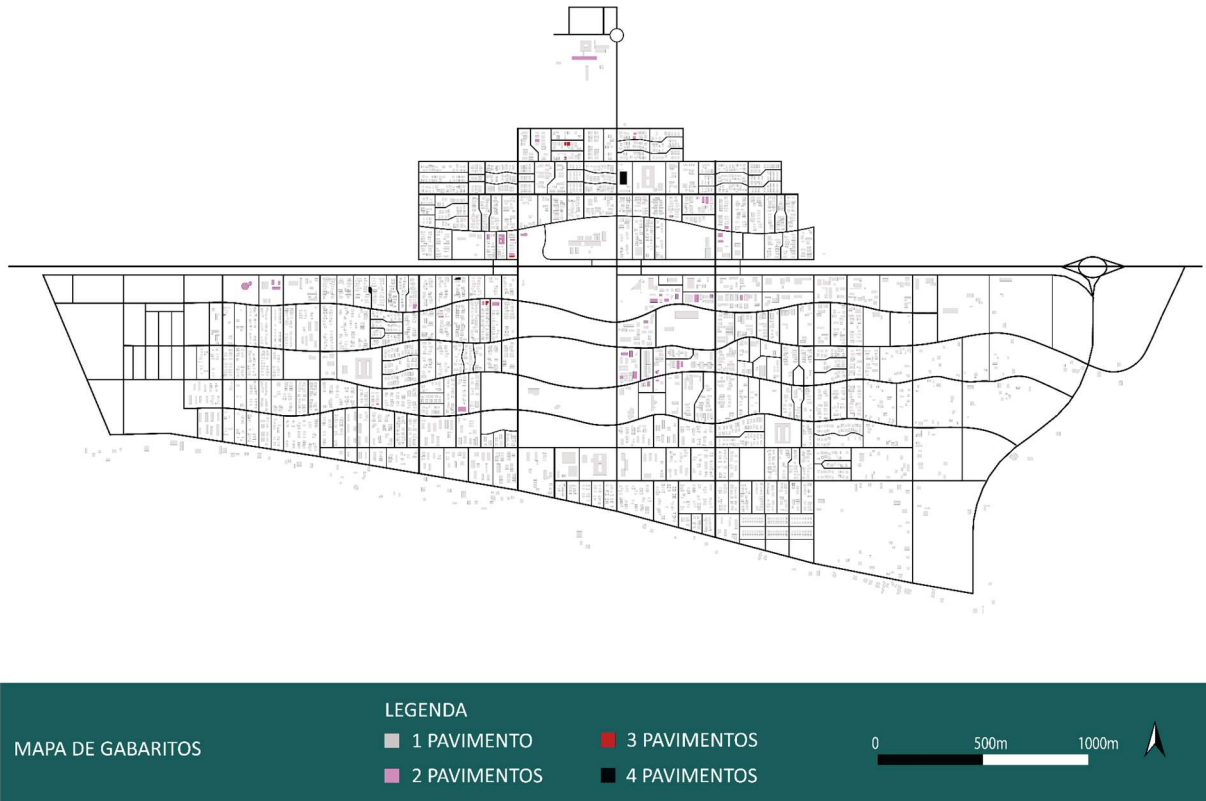 MAPA DE GABARITOS
LEGENDA
1 PAVIMENTO
2 PAVIMENTOS
3 PAVIMENTOS
4 PAVIMENTOS
0 500m 1000m